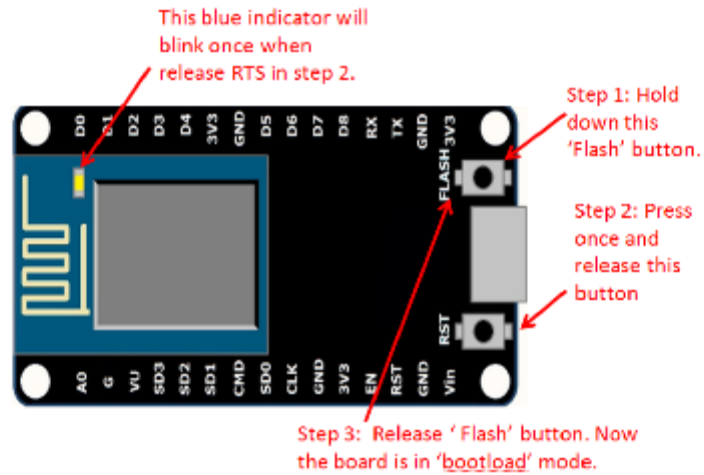 This blue indicator will
blink once when
release RTS in step 2.
Step 1: Hold
down this
‘Flash’ button.
D0 D1 D2 D3 D4 3V3 GND D5 D6 D7 D8 RX TX GND 3V3
FLASH
Step 2: Press
once and
release this
button
RST
A0 G VU SD3 SD2 SD1 CMD SD0 CLK GND 3V3 EN RST GND Vin
Step 3: Release ‘ Flash’ button. Now
the board is in ‘bootload’ mode.